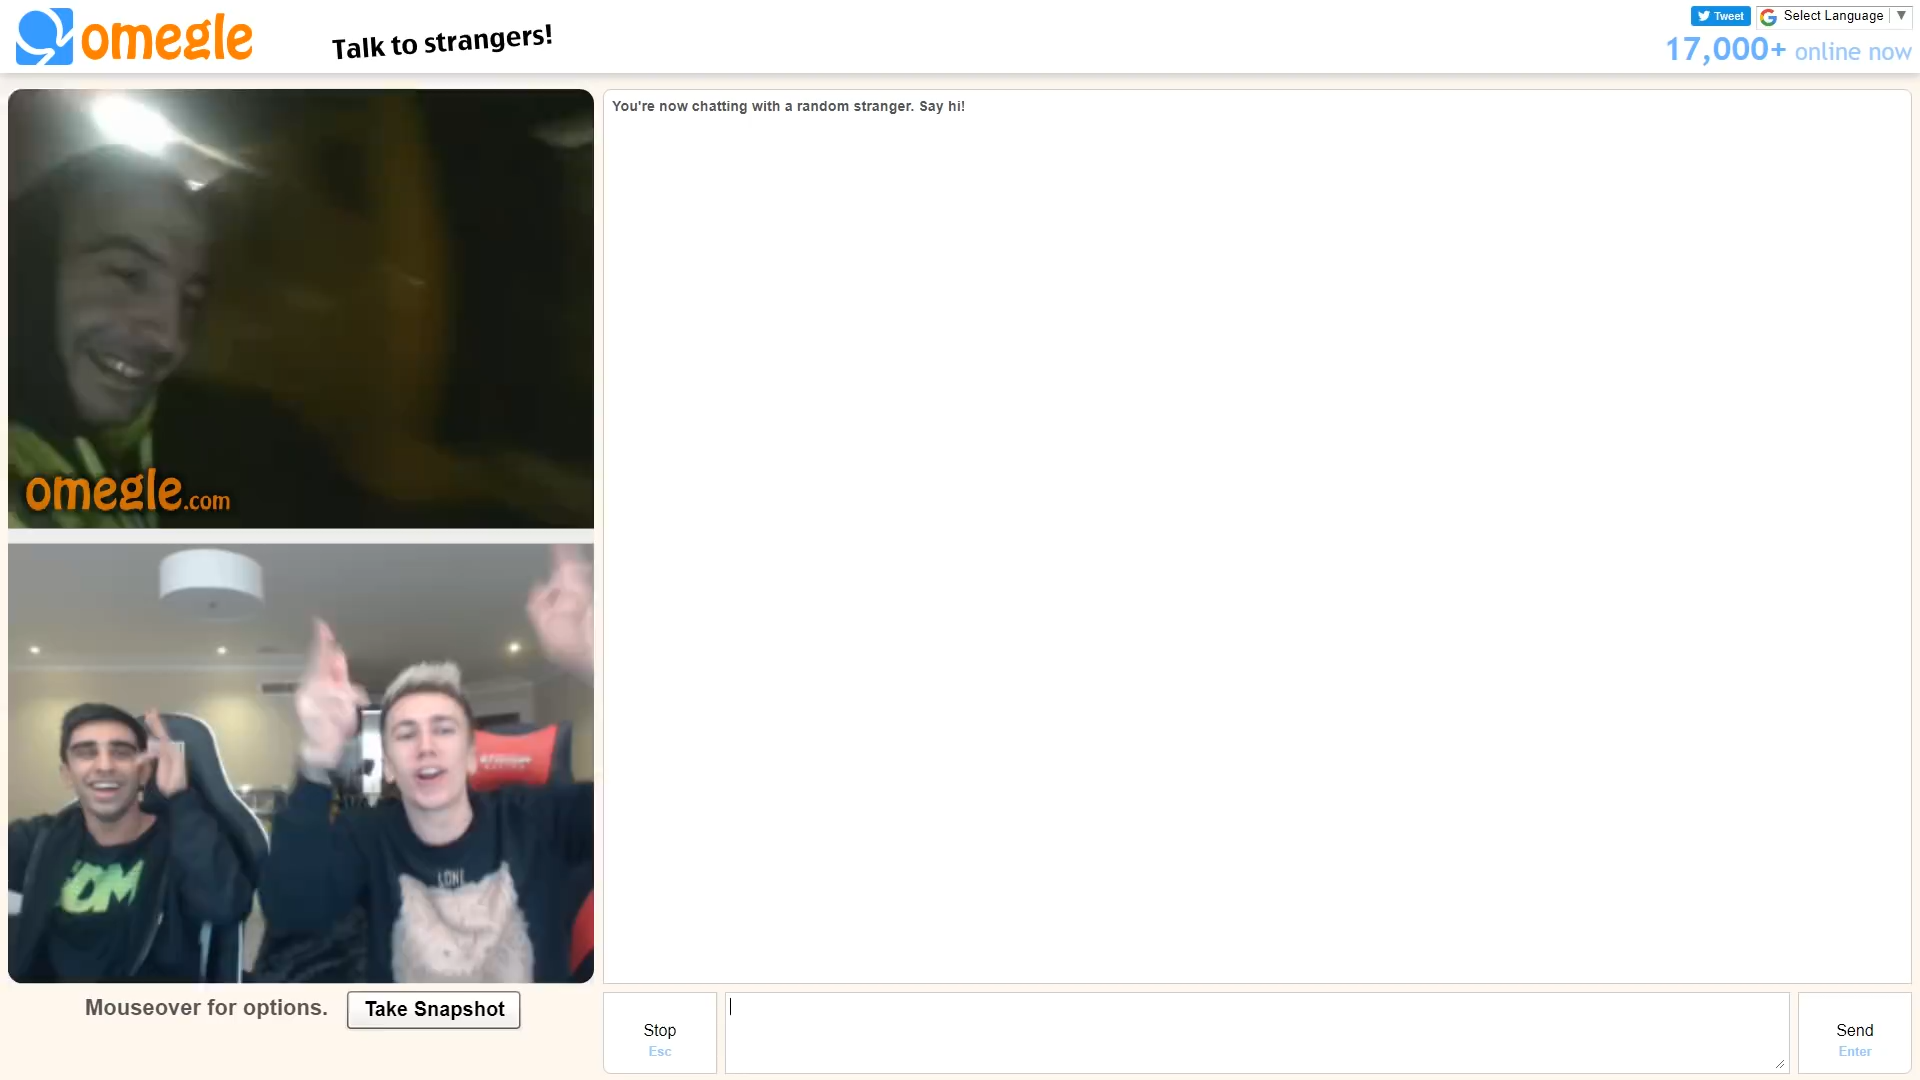 omegle
Talk to strangers!
Tweet
Select Language
17,000+ online now
You're now chatting with a random stranger. Say hi!
omegle.com
LONI
Mouseover for options.
Take Snapshot
Stop
Esc
Send
Enter